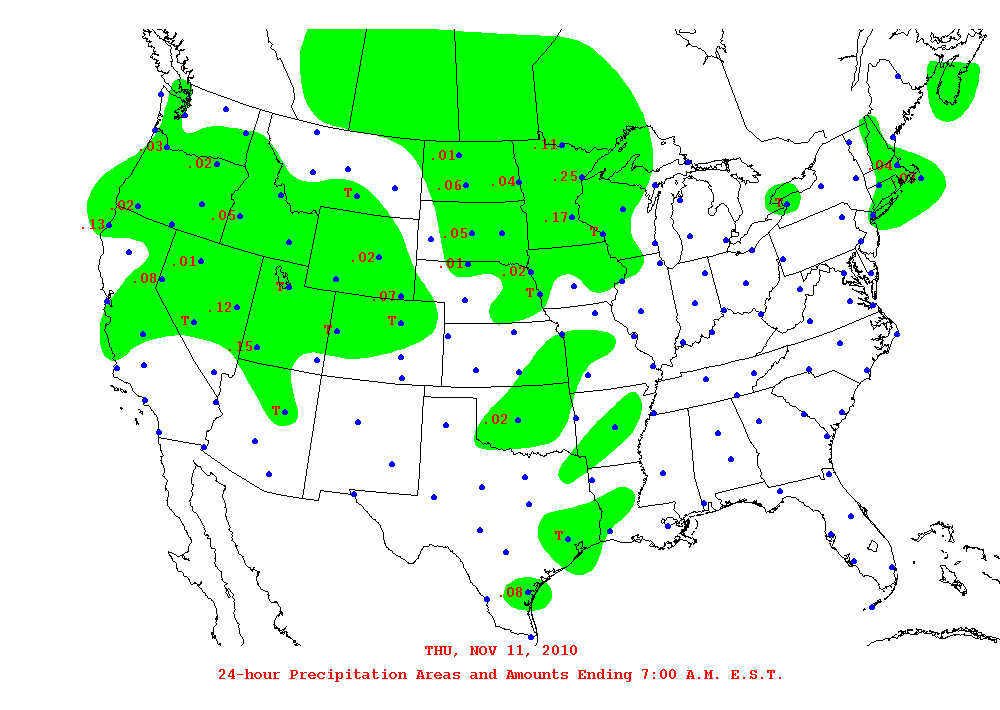 .11
.03 .01
.02 .04
.25
.06 .04
T
.02 .05 T
.17
.13 .05 T
.02
.01 .01
.02
.08 T
.07 T
.12
T T
T
.15
T
.02
T
.08
THU, NOV 11, 2010
24-hour Precipitation Areas and Amounts Ending 7:00 A.M. E.S.T.